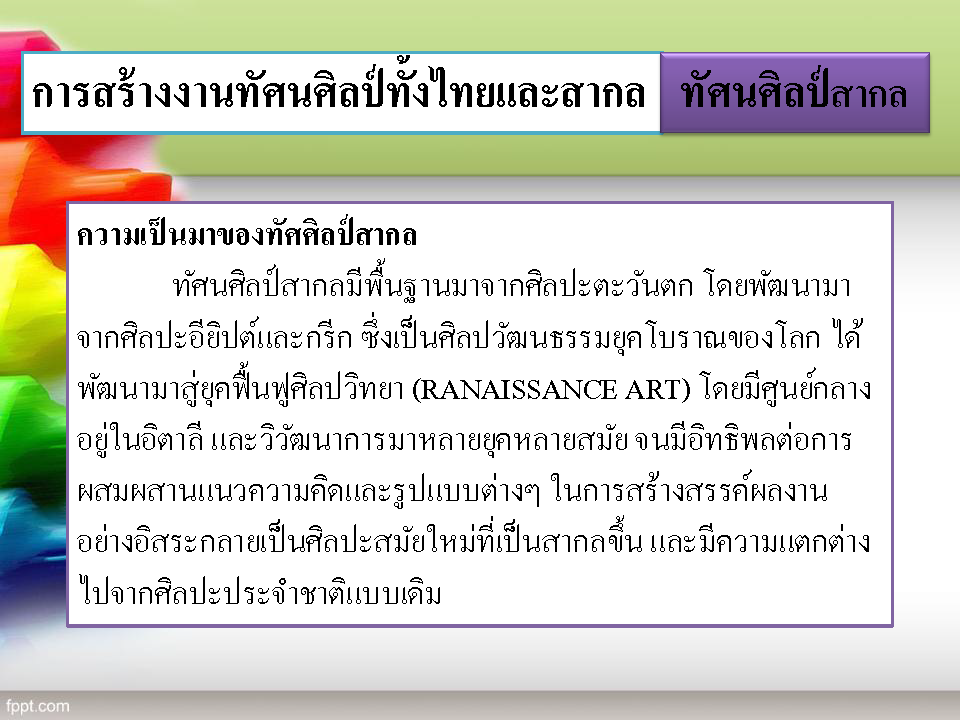 การสร้างงานทัศนศิลป์ทั้งไทยและสากล ทัศนศิลป์สากล
ความเป็นมาของทัศศิลป์สากล
ทัศนศิลป์สากลมีพื้นฐานมาจากศิลปะตะวันตก โดยพัฒนามา
จากศิลปะอียิปต์และกรีก ซึ่งเป็นศิลปวัฒนธรรมยุคโบราณของโลก ได้
พัฒนามาสู่ยุคฟื้นฟูศิลปวิทยา (RANAISSANCE ART) โดยมีศูนย์กลาง
อยู่ในอิตาลี และวิวัฒนาการมาหลายยุคหลายสมัย จนมีอิทธิพลต่อการ
ผสมผสานแนวความคิดและรูปแบบต่างๆ ในการสร้างสรรค์ผลงาน
อย่างอิสระกลายเป็นศิลปะสมัยใหม่ที่เป็นสากลขึ้น และมีความแตกต่าง
ไปจากศิลปะประจำชาติแบบเดิม
fppt.com